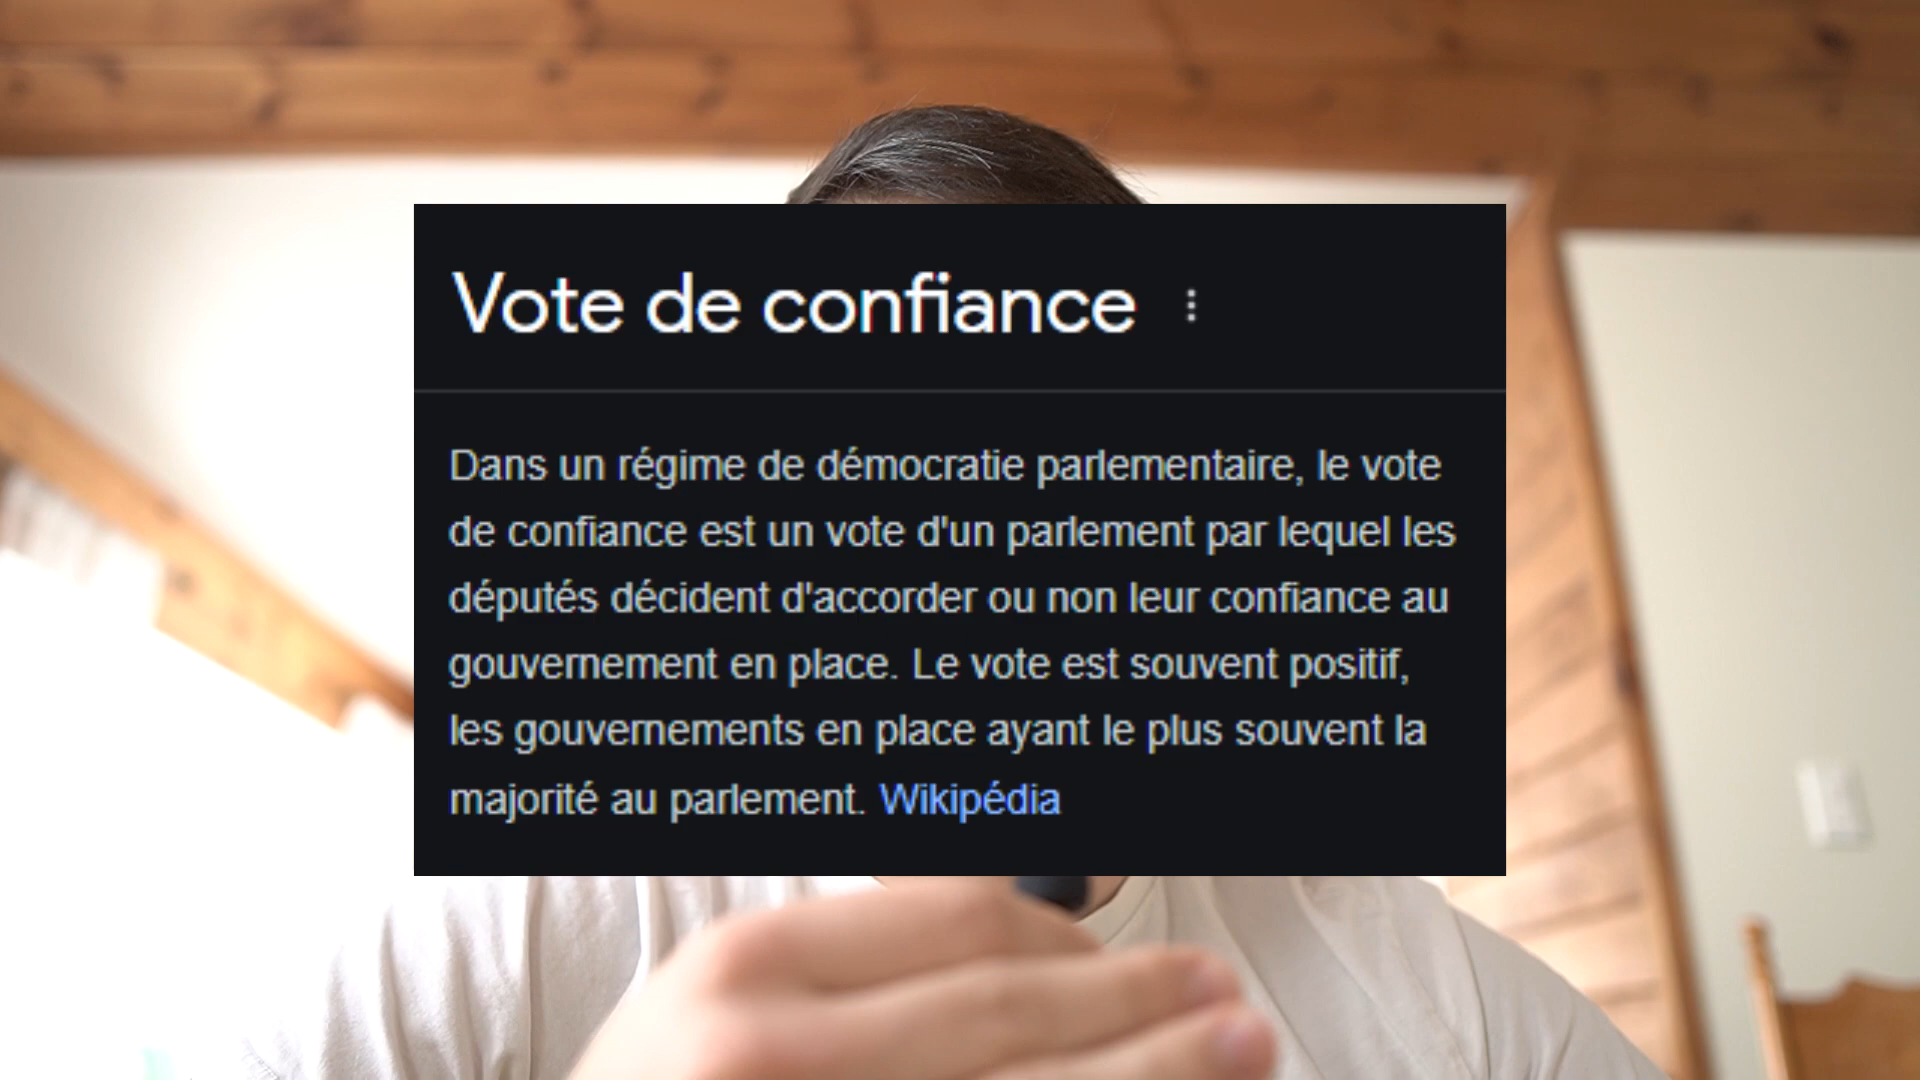 Vote de confiance
Dans un régime de démocratie parlementaire, le vote
de confiance est un vote d'un parlement par lequel les
députés décident d'accorder ou non leur confiance au
gouvernement en place. Le vote est souvent positif,
les gouvernements en place ayant le plus souvent la
majorité au parlement. Wikipédia